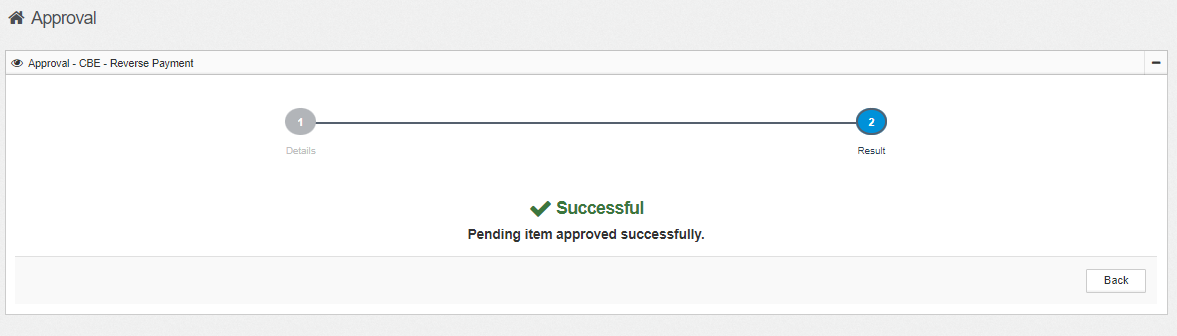 Approval
Approval - CBE - Reverse Payment
1
2
Details
Result
Successful
Pending item approved successfully.
Back